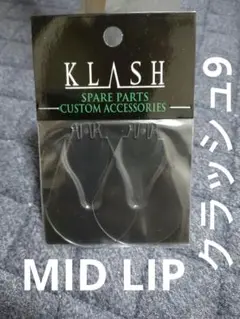 KLASH
SPARE PARTS
CUSTOM ACCESSORIES
MID LIP
クラッシュ9